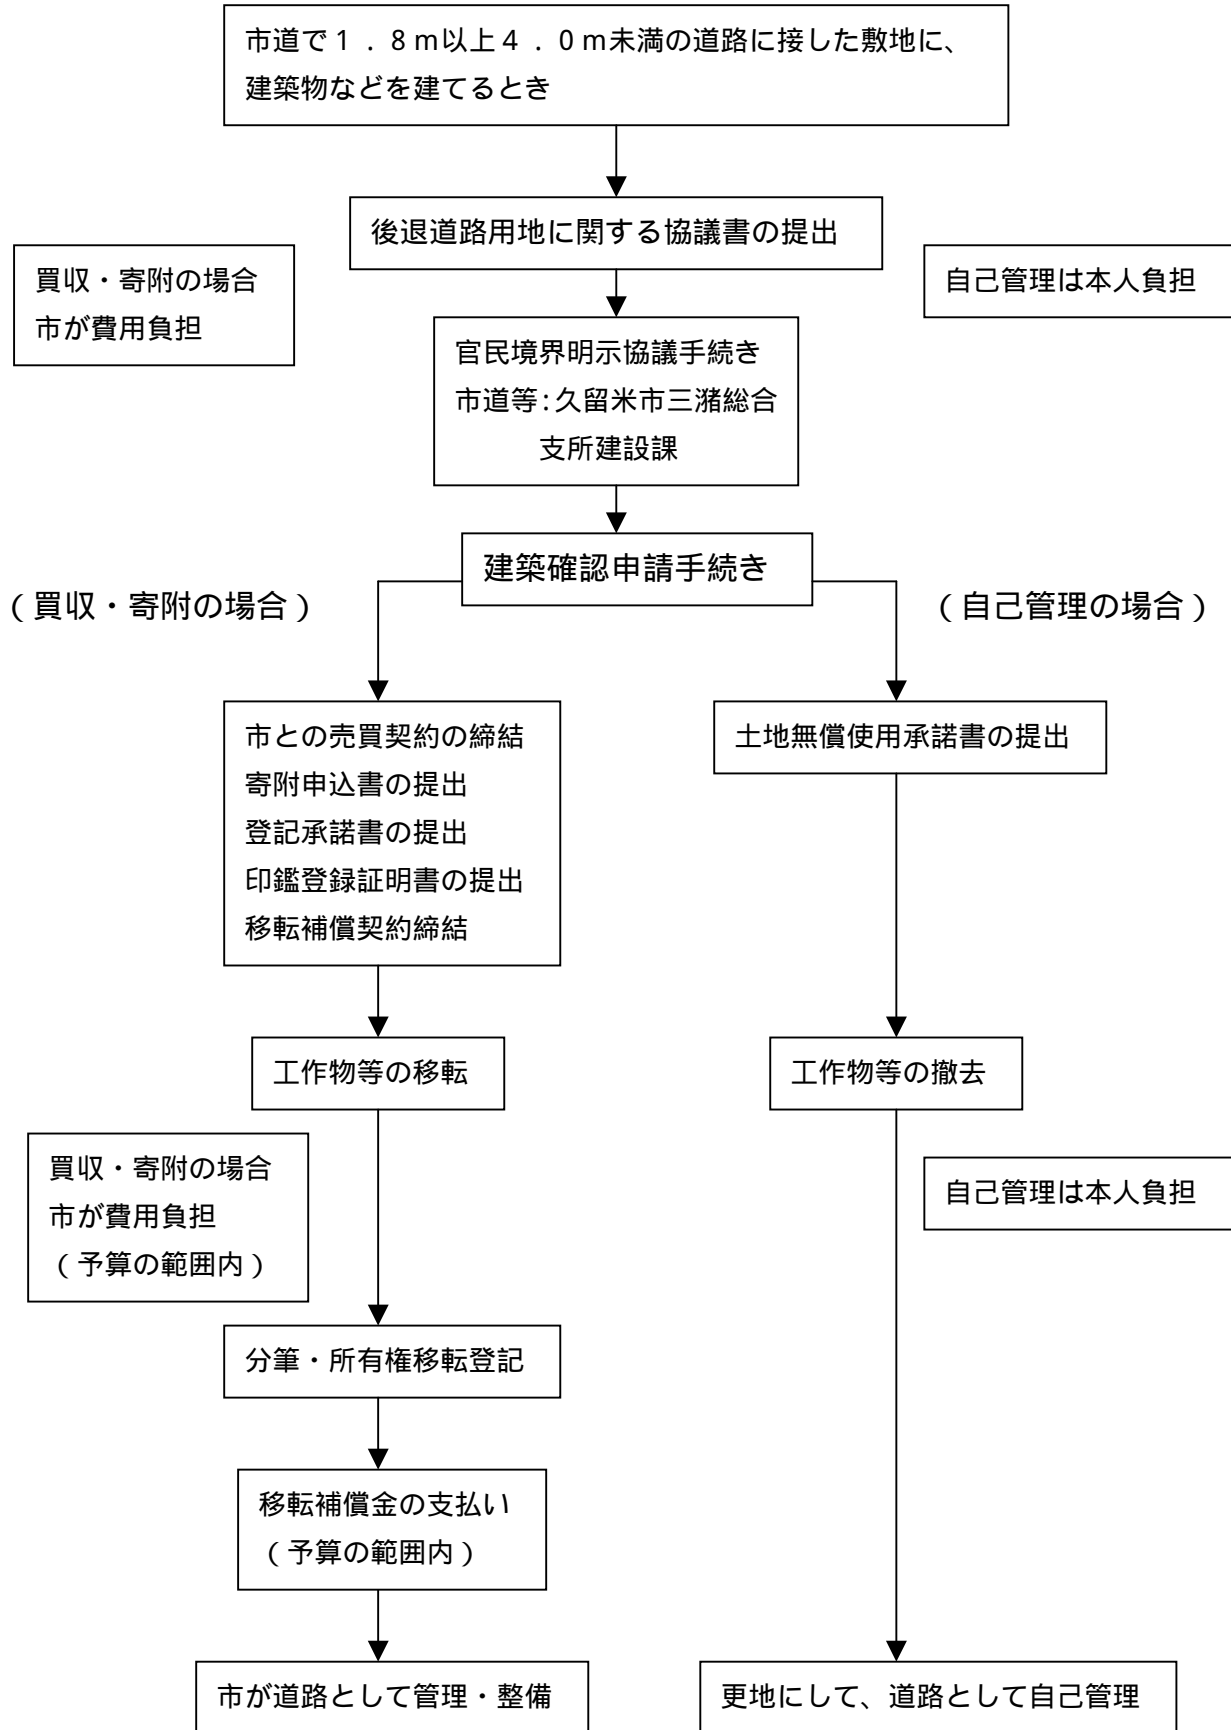 市道で１．８ｍ以上４．０ｍ未満の道路に接した敷地に、
建築物などを建てるとき
後退道路用地に関する協議書の提出
買収・寄附の場合
市が費用負担
自己管理は本人負担
官民境界明示協議手続き
市道等：久留米市三潴総合
支所建設課
建築確認申請手続き
（買収・寄附の場合）
（自己管理の場合）
市との売買契約の締結
寄附申込書の提出
登記承諾書の提出
印鑑登録証明書の提出
移転補償契約締結
土地無償使用承諾書の提出
工作物等の移転
工作物等の撤去
買収・寄附の場合
市が費用負担
（予算の範囲内）
自己管理は本人負担
分筆・所有権移転登記
移転補償金の支払い
（予算の範囲内）
市が道路として管理・整備
更地にして、道路として自己管理